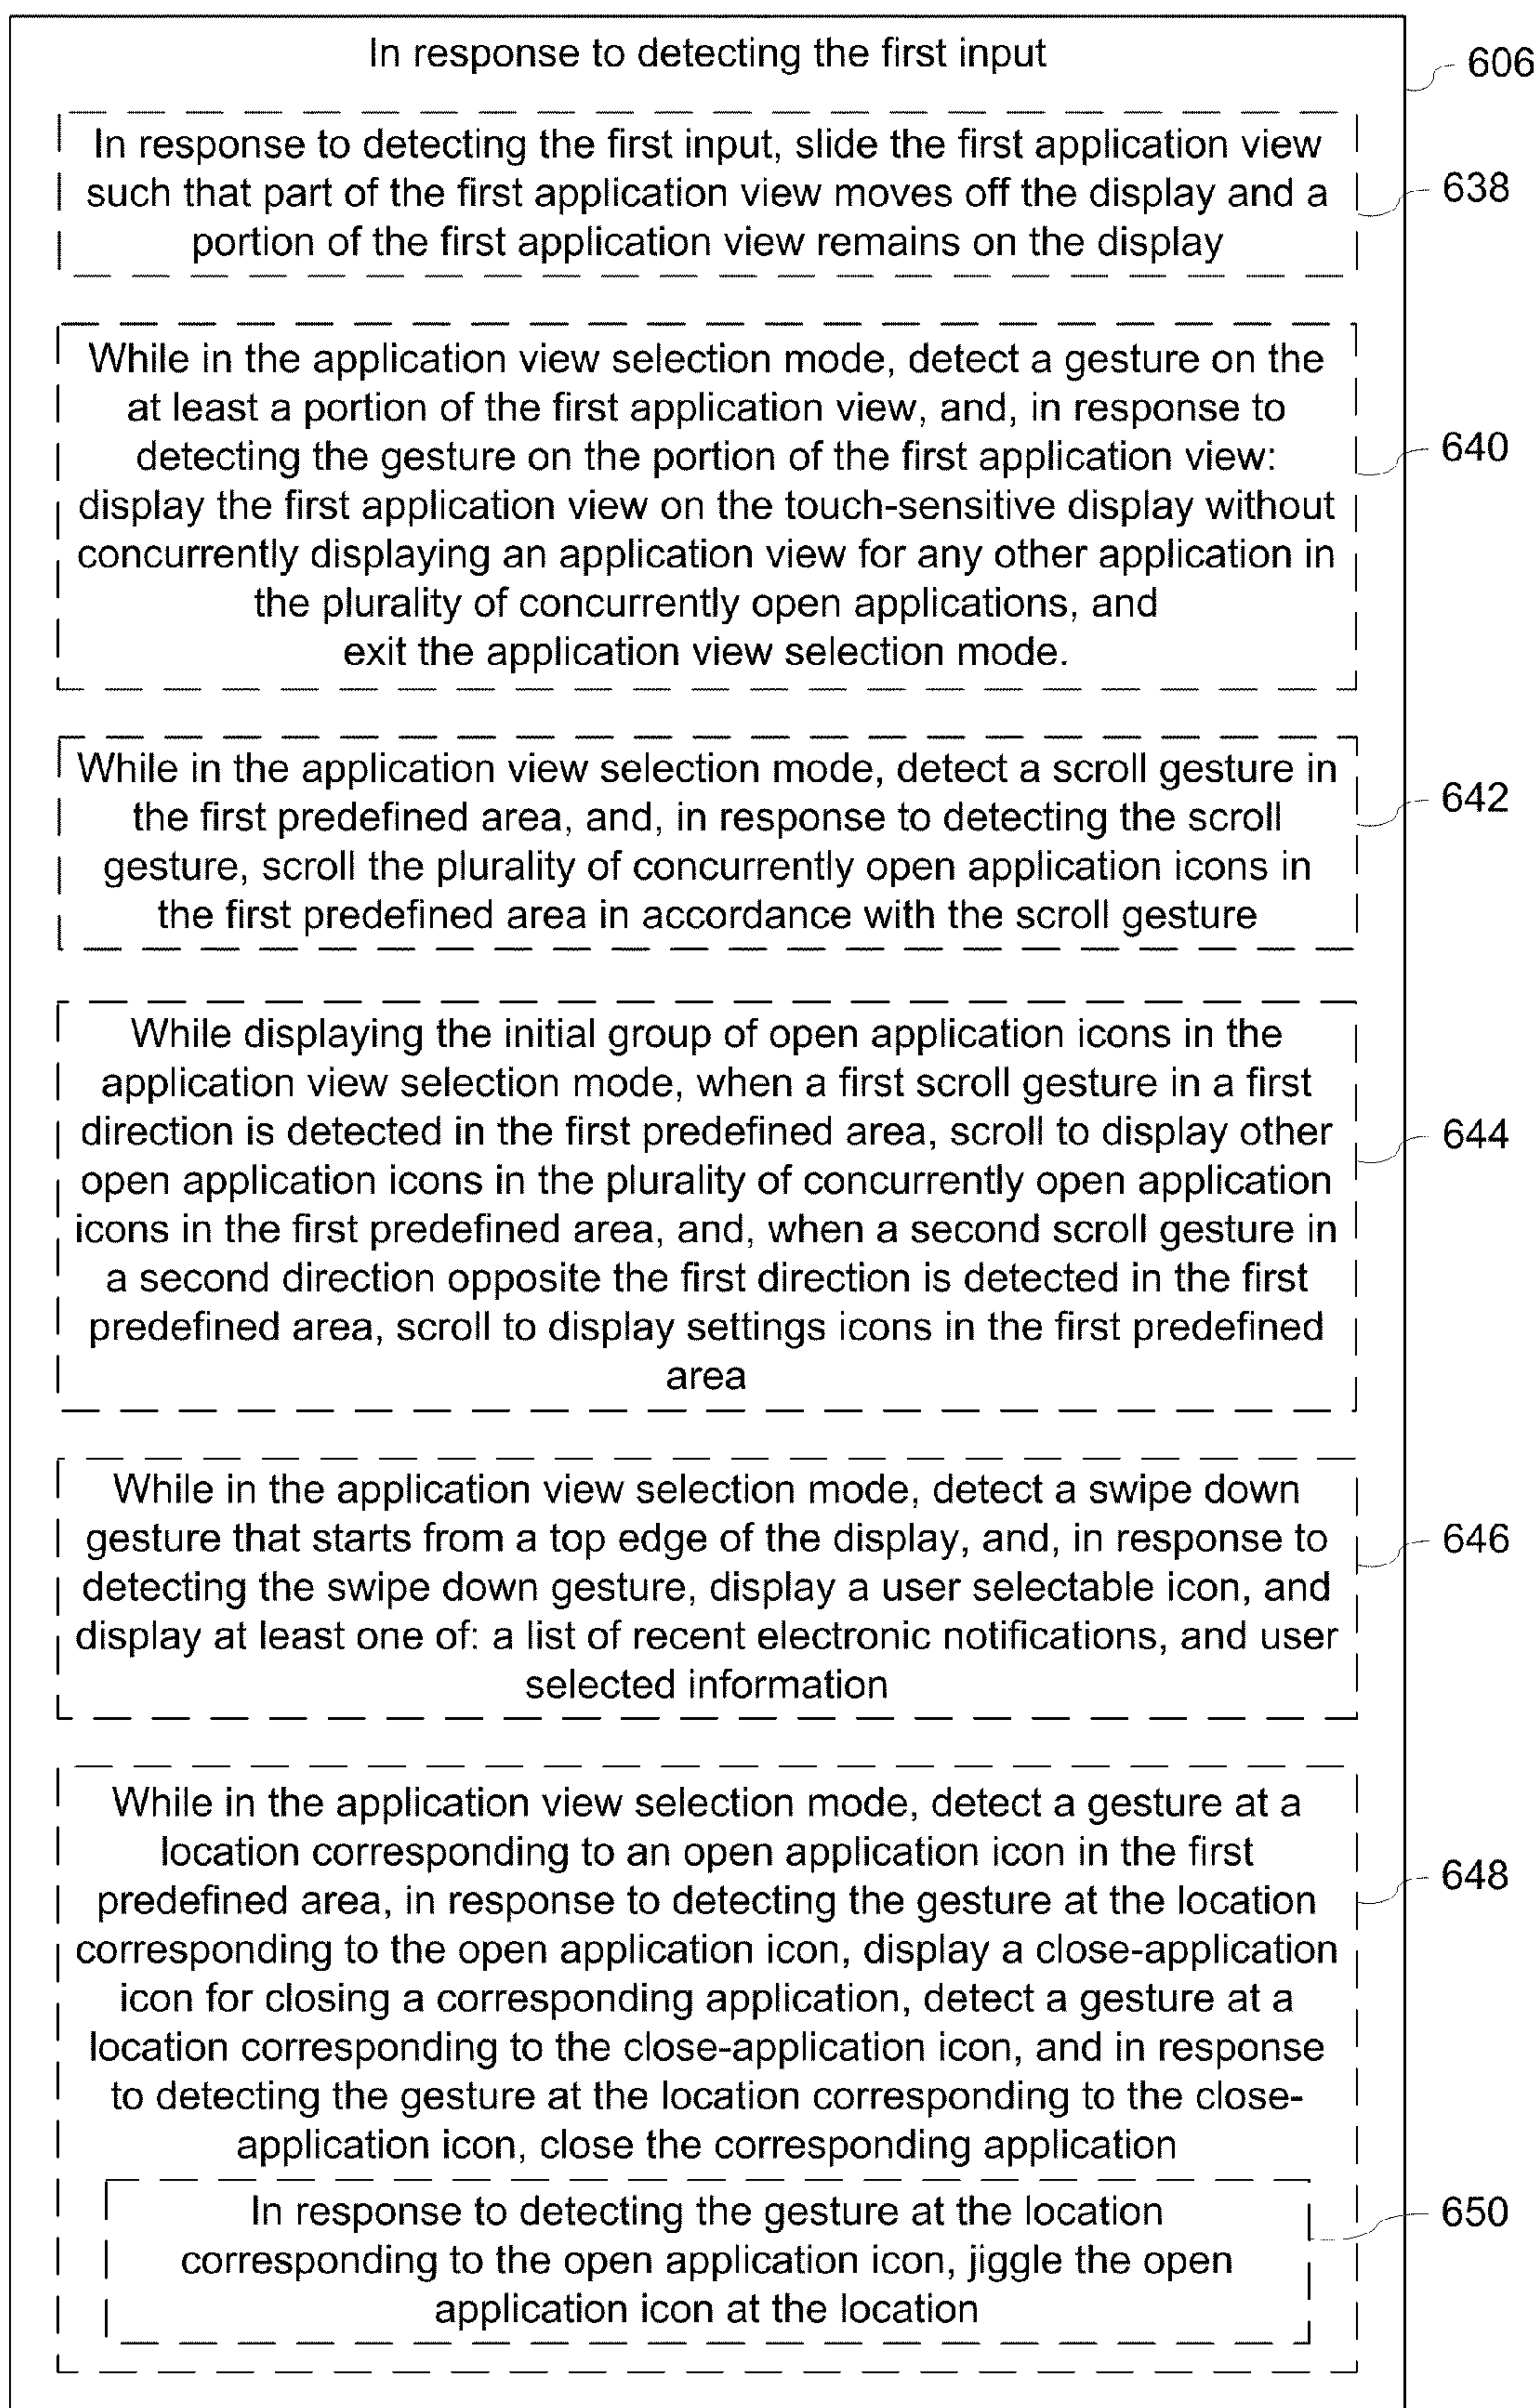 In response to detecting the first input
606
In response to detecting the first input, slide the first application view
such that part of the first application view moves off the display and a
portion of the first application view remains on the display
638
While in the application view selection mode, detect a gesture on the
at least a portion of the first application view, and, in response to
detecting the gesture on the portion of the first application view:
display the first application view on the touch-sensitive display without
concurrently displaying an application view for any other application in
the plurality of concurrently open applications, and
exit the application view selection mode.
640
While in the application view selection mode, detect a scroll gesture in
the first predefined area, and, in response to detecting the scroll
gesture, scroll the plurality of concurrently open application icons in
the first predefined area in accordance with the scroll gesture
642
While displaying the initial group of open application icons in the
application view selection mode, when a first scroll gesture in a first
direction is detected in the first predefined area, scroll to display other
open application icons in the plurality of concurrently open application
icons in the first predefined area, and, when a second scroll gesture in
a second direction opposite the first direction is detected in the first
predefined area, scroll to display settings icons in the first predefined
area
644
While in the application view selection mode, detect a swipe down
gesture that starts from a top edge of the display, and, in response to
detecting the swipe down gesture, display a user selectable icon, and
display at least one of: a list of recent electronic notifications, and user
selected information
646
While in the application view selection mode, detect a gesture at a
location corresponding to an open application icon in the first
predefined area, in response to detecting the gesture at the location
corresponding to the open application icon, display a close-application
icon for closing a corresponding application, detect a gesture at a
location corresponding to the close-application icon, and in response
to detecting the gesture at the location corresponding to the close-
application icon, close the corresponding application
648
In response to detecting the gesture at the location
corresponding to the open application icon, jiggle the open
application icon at the location
650